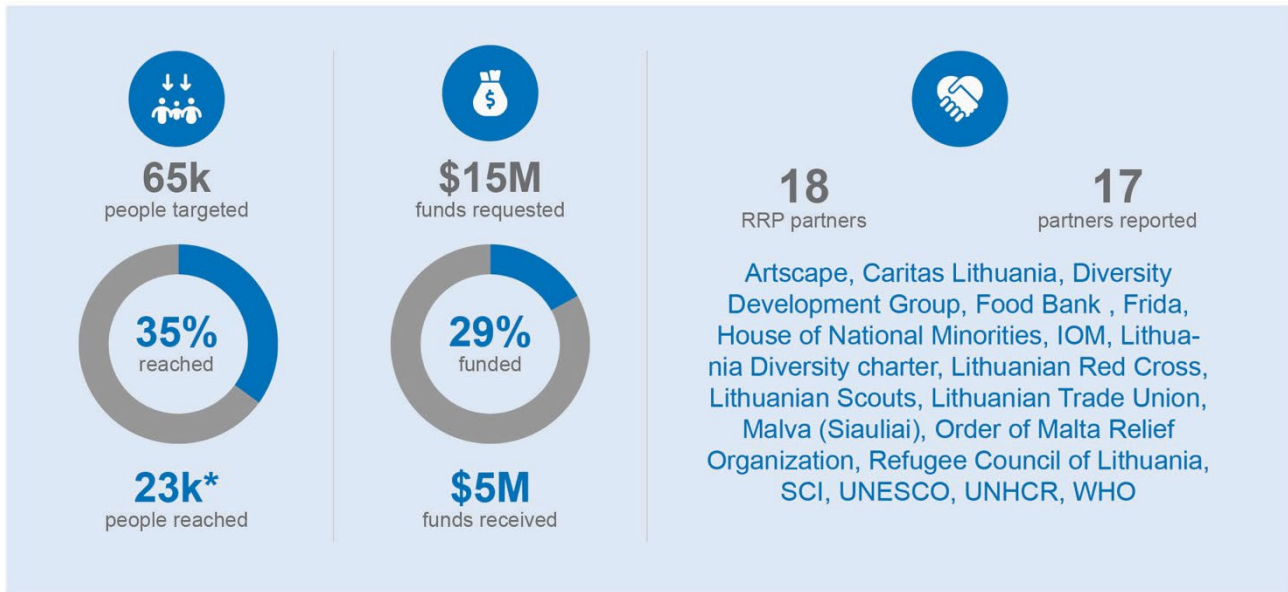 65k
people targeted
35%
reached
23k*
people reached
$
$15M
funds requested
29%
funded
$5M
funds received
18
RRP partners
17
partners reported
Artscape, Caritas Lithuania, Diversity
Development Group, Food Bank , Frida,
House of National Minorities, IOM, Lithua-
nia Diversity charter, Lithuanian Red Cross,
Lithuanian Scouts, Lithuanian Trade Union,
Malva (Siauliai), Order of Malta Relief
Organization, Refugee Council of Lithuania,
SCI, UNESCO, UNHCR, WHO